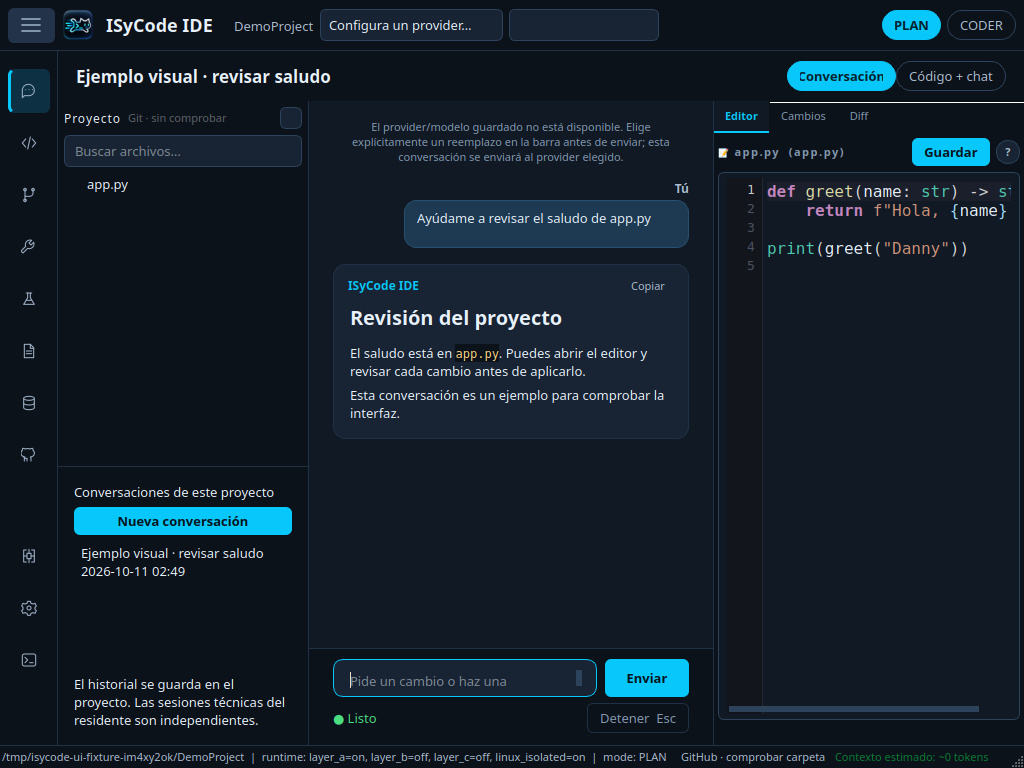 ISyCode IDE
DemoProject
Configura un provider...
PLAN
CODER
Ejemplo visual · revisar saludo
Conversación
Código + chat
Proyecto
Git · sin comprobar
Buscar archivos...
app.py
El provider/modelo guardado no está disponible. Elige
explícitamente un reemplazo en la barra antes de enviar; esta
conversación se enviará al provider elegido.
Tú
Ayúdame a revisar el saludo de app.py
ISyCode IDE
Copiar
Revisión del proyecto
El saludo está en app.py. Puedes abrir el editor y
revisar cada cambio antes de aplicarlo.
Esta conversación es un ejemplo para comprobar la
interfaz.
Editor
Cambios
Diff
app.py (app.py)
Guardar
?
1 def greet(name: str) -> st
2 return f"Hola, {name}
3
4 print(greet("Danny"))
5
Conversaciones de este proyecto
Nueva conversación
Ejemplo visual · revisar saludo
2026-10-11 02:49
El historial se guarda en el
proyecto. Las sesiones técnicas del
residente son independientes.
Pide un cambio o haz una
Enviar
Listo
Detener Esc
/tmp/isycode-ui-fixture-im4xy2ok/DemoProject | runtime: layer_a=on, layer_b=off, layer_c=off, linux_isolated=on | mode: PLAN
GitHub · comprobar carpeta
Contexto estimado: ~0 tokens